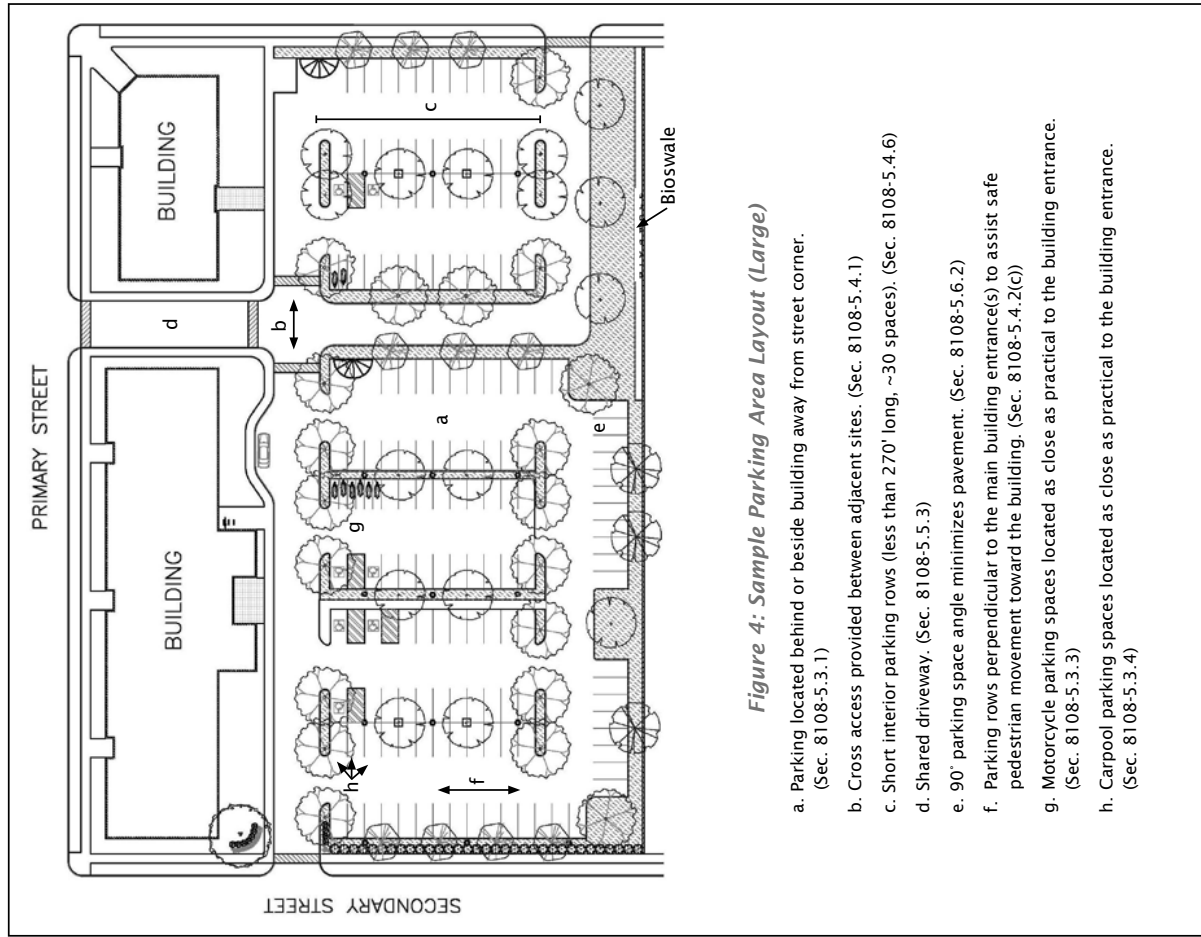 PRIMARY STREET
SECONDARY STREET
BUILDING
BUILDING
d
b
c
a
g
e
h
f
Bioswale
Figure 4: Sample Parking Area Layout (Large)
a. Parking located behind or beside building away from street corner.
(Sec. 8108-5.3.1)
b. Cross access provided between adjacent sites. (Sec. 8108-5.4.1)
c. Short interior parking rows (less than 270' long, ~30 spaces). (Sec. 8108-5.4.6)
d. Shared driveway. (Sec. 8108-5.5.3)
e. 90° parking space angle minimizes pavement. (Sec. 8108-5.6.2)
f. Parking rows perpendicular to the main building entrance(s) to assist safe
pedestrian movement toward the building. (Sec. 8108-5.4.2(c))
g. Motorcycle parking spaces located as close as practical to the building entrance.
(Sec. 8108-5.3.3)
h. Carpool parking spaces located as close as practical to the building entrance.
(Sec. 8108-5.3.4)